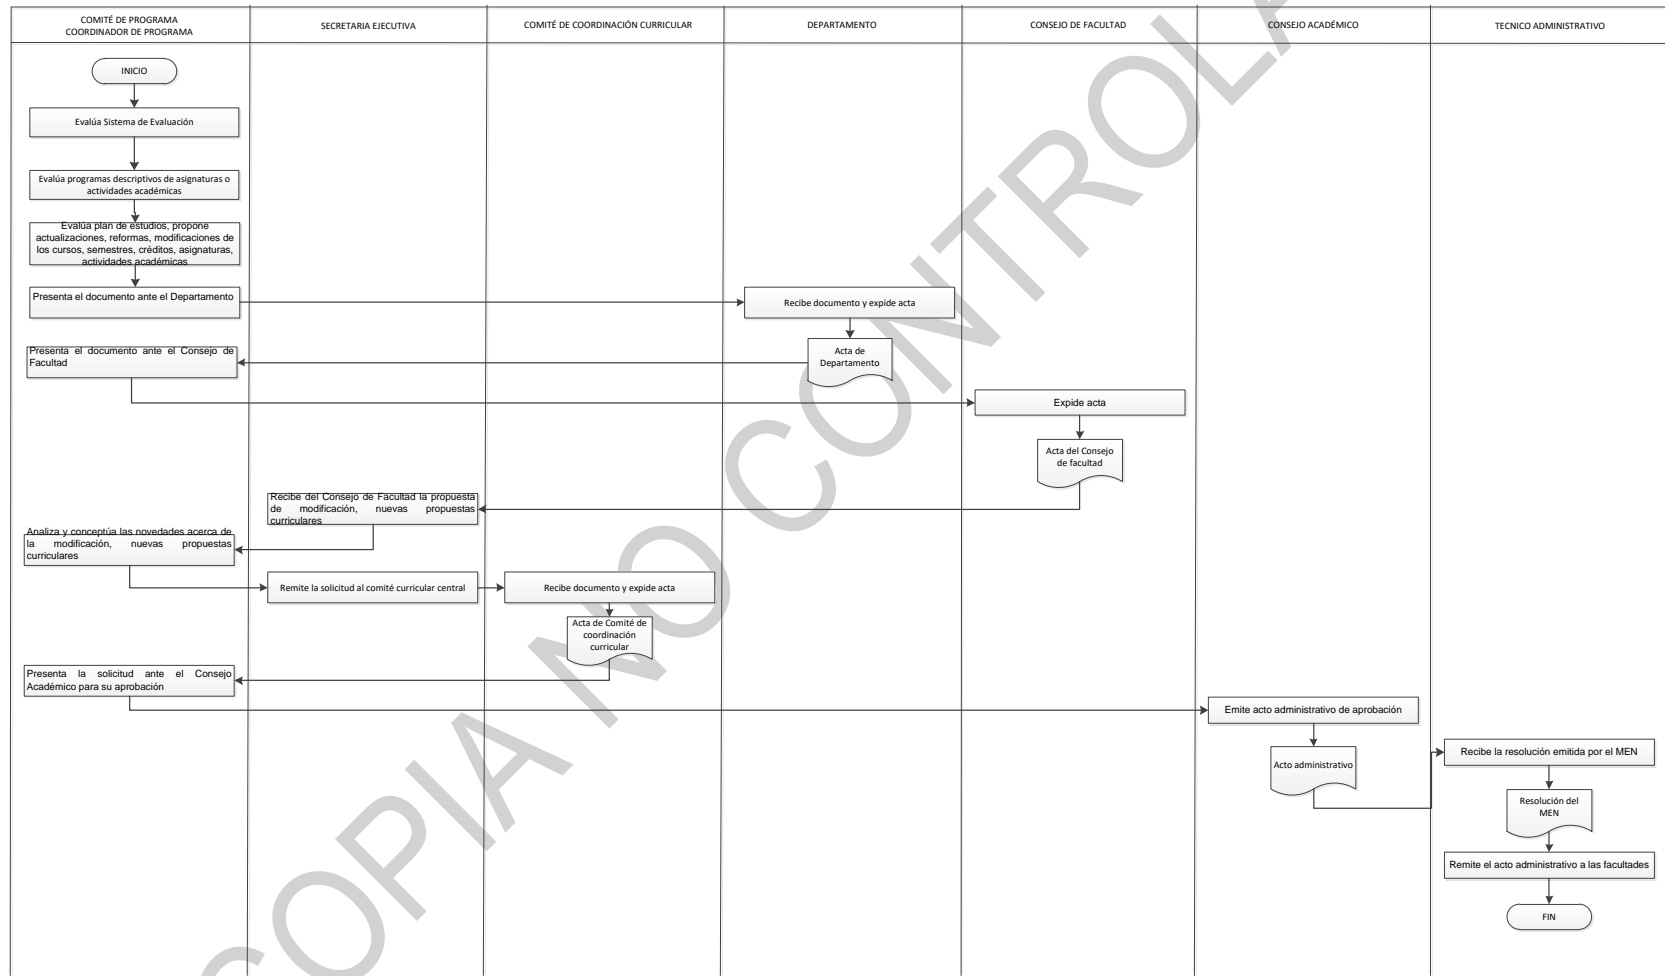 COMITÉ DE PROGRAMA
COORDINADOR DE PROGRAMA
SECRETARIA EJECUTIVA
COMITÉ DE COORDINACIÓN CURRICULAR
DEPARTAMENTO
CONSEJO DE FACULTAD
CONSEJO ACADÉMICO
TECNICO ADMINISTRATIVO
INICIO
Evalúa Sistema de Evaluación
Evalúa programas descriptivos de asignaturas o
actividades académicas
Evalúa plan de estudios, propone
actualizaciones, reformas, modificaciones de
los cursos, semestres, créditos, asignaturas,
actividades académicas
Presenta el documento ante el Departamento
Recibe documento y expide acta
Acta de
Departamento
Presenta el documento ante el Consejo de
Facultad
Expide acta
Acta del Consejo
de facultad
Recibe del Consejo de Facultad la propuesta
de modificación, nuevas propuestas
curriculares
Analiza y conceptúa las novedades acerca de
la modificación, nuevas propuestas
curriculares
Remite la solicitud al comité curricular central
Recibe documento y expide acta
Acta de Comité de
coordinación
curricular
Presenta la solicitud ante el Consejo
Académico para su aprobación
Emite acto administrativo de aprobación
Acto administrativo
Recibe la resolución emitida por el MEN
Resolución del
MEN
Remite el acto administrativo a las facultades
FIN
COPIA NO CONTROLA